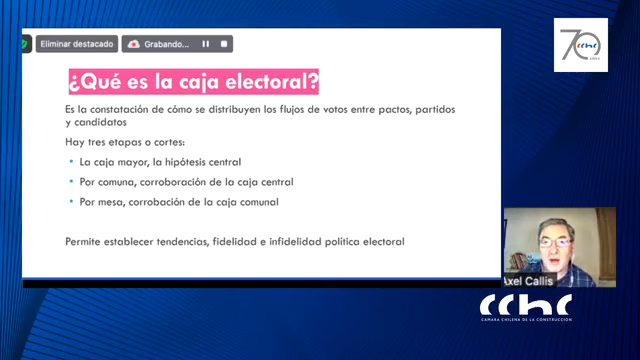 Eliminar destacado
Grabando...
70 cchc
años
¿Qué es la caja electoral?
Es la constatación de cómo se distribuyen los flujos de votos entre pactos, partidos
y candidatos
Hay tres etapas o cortes:
La caja mayor, la hipótesis central
Por comuna, corroboración de la caja central
Por mesa, corrobación de la caja comunal
Permite establecer tendencias, fidelidad e infidelidad política electoral
Axel Callís
cchc
CAMARA CHILENA DE LA CONSTRUCCION